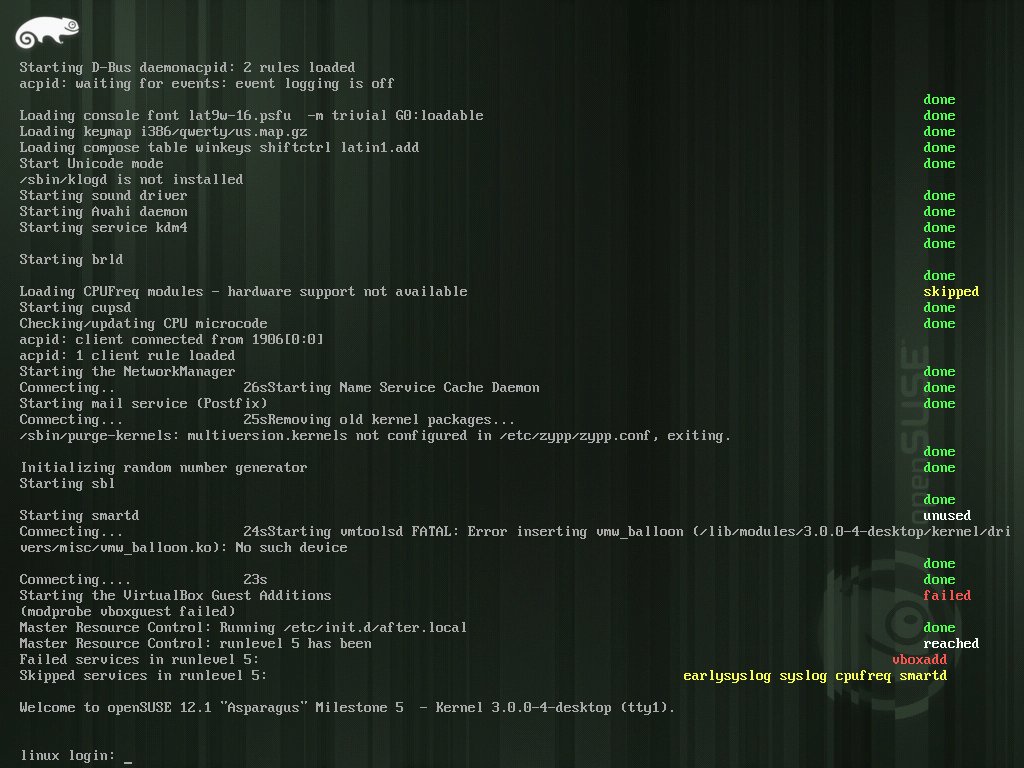 Starting D-Bus daemonacpid: 2 rules loaded
acpid: waiting for events: event logging is off
done
Loading console font lat9w-16.psfu  -m trivial G0:loadable done
Loading keymap i386/qwerty/us.map.gz done
Loading compose table winkeys shiftctrl latin1.add done
Start Unicode mode done
/sbin/klogd is not installed
Starting sound driver done
Starting Avahi daemon done
Starting service kdm4 done
done
Starting brld
done
Loading CPUFreq modules - hardware support not available skipped
Starting cupsd done
Checking/updating CPU microcode done
acpid: client connected from 1906[0:0]
acpid: 1 client rule loaded
Starting the NetworkManager done
Connecting.. 26sStarting Name Service Cache Daemon done
Starting mail service (Postfix) done
Connecting... 25sRemoving old kernel packages...
/sbin/purge-kernels: multiversion.kernels not configured in /etc/zypp/zypp.conf, exiting.
done
Initializing random number generator done
Starting sbl
done
Starting smartd unused
Connecting... 24sStarting vmtoolsd FATAL: Error inserting vmw_balloon (/lib/modules/3.0.0-4-desktop/kernel/dri
vers/misc/vmw_balloon.ko): No such device
done
Connecting.... 23s done
Starting the VirtualBox Guest Additions failed
(modprobe vboxguest failed)
Master Resource Control: Running /etc/init.d/after.local done
Master Resource Control: runlevel 5 has been reached
Failed services in runlevel 5: vboxadd
Skipped services in runlevel 5: earlysyslog syslog cpufreq smartd
Welcome to openSUSE 12.1 "Asparagus" Milestone 5  - Kernel 3.0.0-4-desktop (tty1).
linux login: _
openSUSE